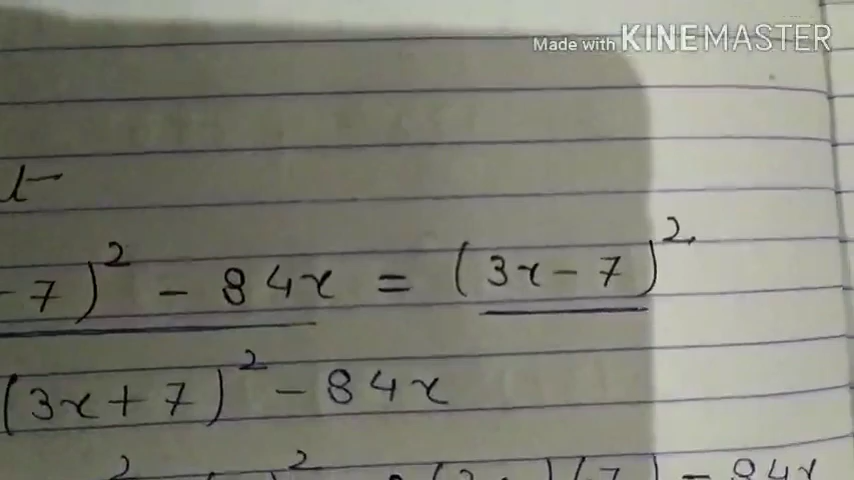 Made with KINEMASTER
- 7)² - 84x = (3x - 7)²
(3x + 7)² - 84x